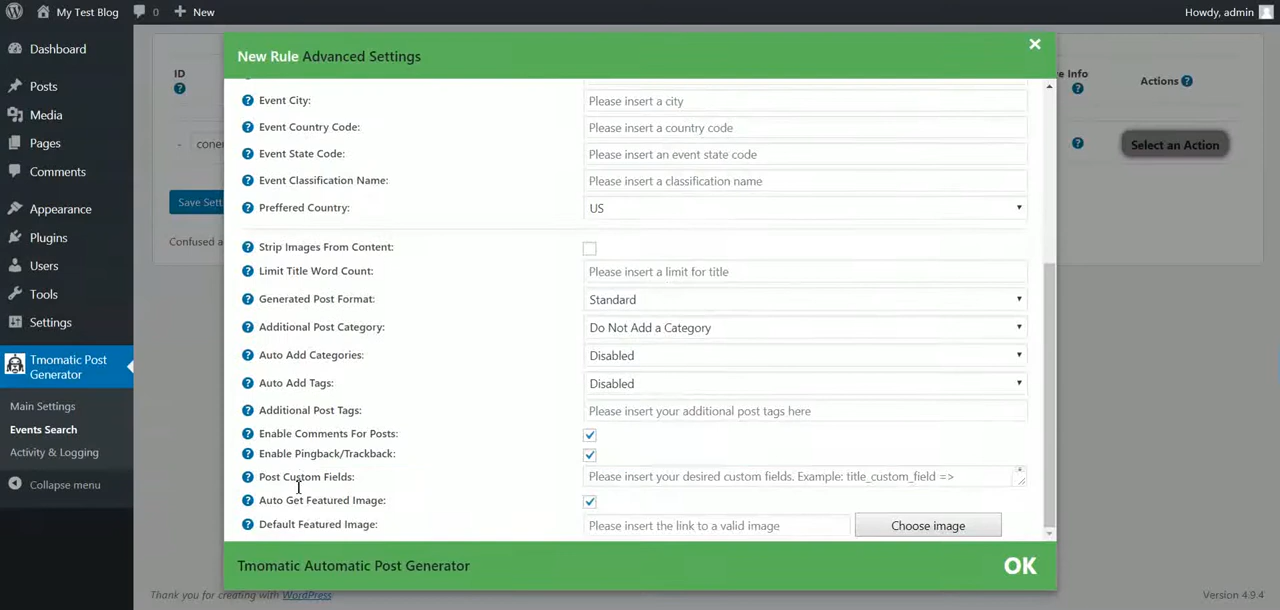 My Test Blog
0
New
Howdy, admin
Dashboard
Posts
Media
Pages
Comments
Appearance
Plugins
Users
Tools
Settings
Tmomatic Post
Generator
Main Settings
Events Search
Activity & Logging
Collapse menu
ID
-
Save Sett
Confused a
New Rule Advanced Settings
×
Event City:
Please insert a city
Event Country Code:
Please insert a country code
Event State Code:
Please insert an event state code
Event Classification Name:
Please insert a classification name
Preffered Country:
US
Strip Images From Content:
Limit Title Word Count:
Please insert a limit for title
Generated Post Format:
Standard
Additional Post Category:
Do Not Add a Category
Auto Add Categories:
Disabled
Auto Add Tags:
Disabled
Additional Post Tags:
Please insert your additional post tags here
Enable Comments For Posts:
Enable Pingback/Trackback:
Post Custom Fields:
Please insert your desired custom fields. Example: title_custom_field =>
Auto Get Featured Image:
Default Featured Image:
Please insert the link to a valid image
Choose image
Tmomatic Automatic Post Generator
OK
e Info
Actions
Select an Action
Thank you for creating with WordPress
Version 4.9.4